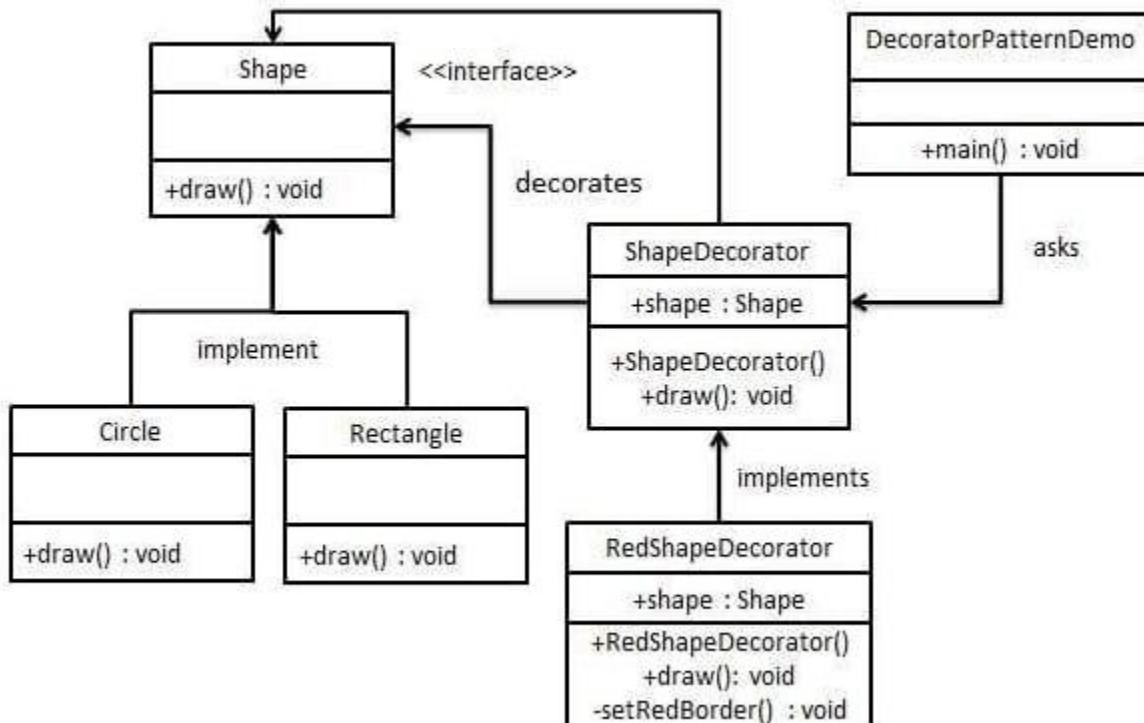 Shape
<<interface>>
+draw() : void
decorates
DecoratorPatternDemo
+main() : void
asks
ShapeDecorator
+shape : Shape
+ShapeDecorator()
+draw(): void
implement
Circle
+draw() : void
Rectangle
+draw() : void
implements
RedShapeDecorator
+shape : Shape
+RedShapeDecorator()
+draw(): void
-setRedBorder() : void